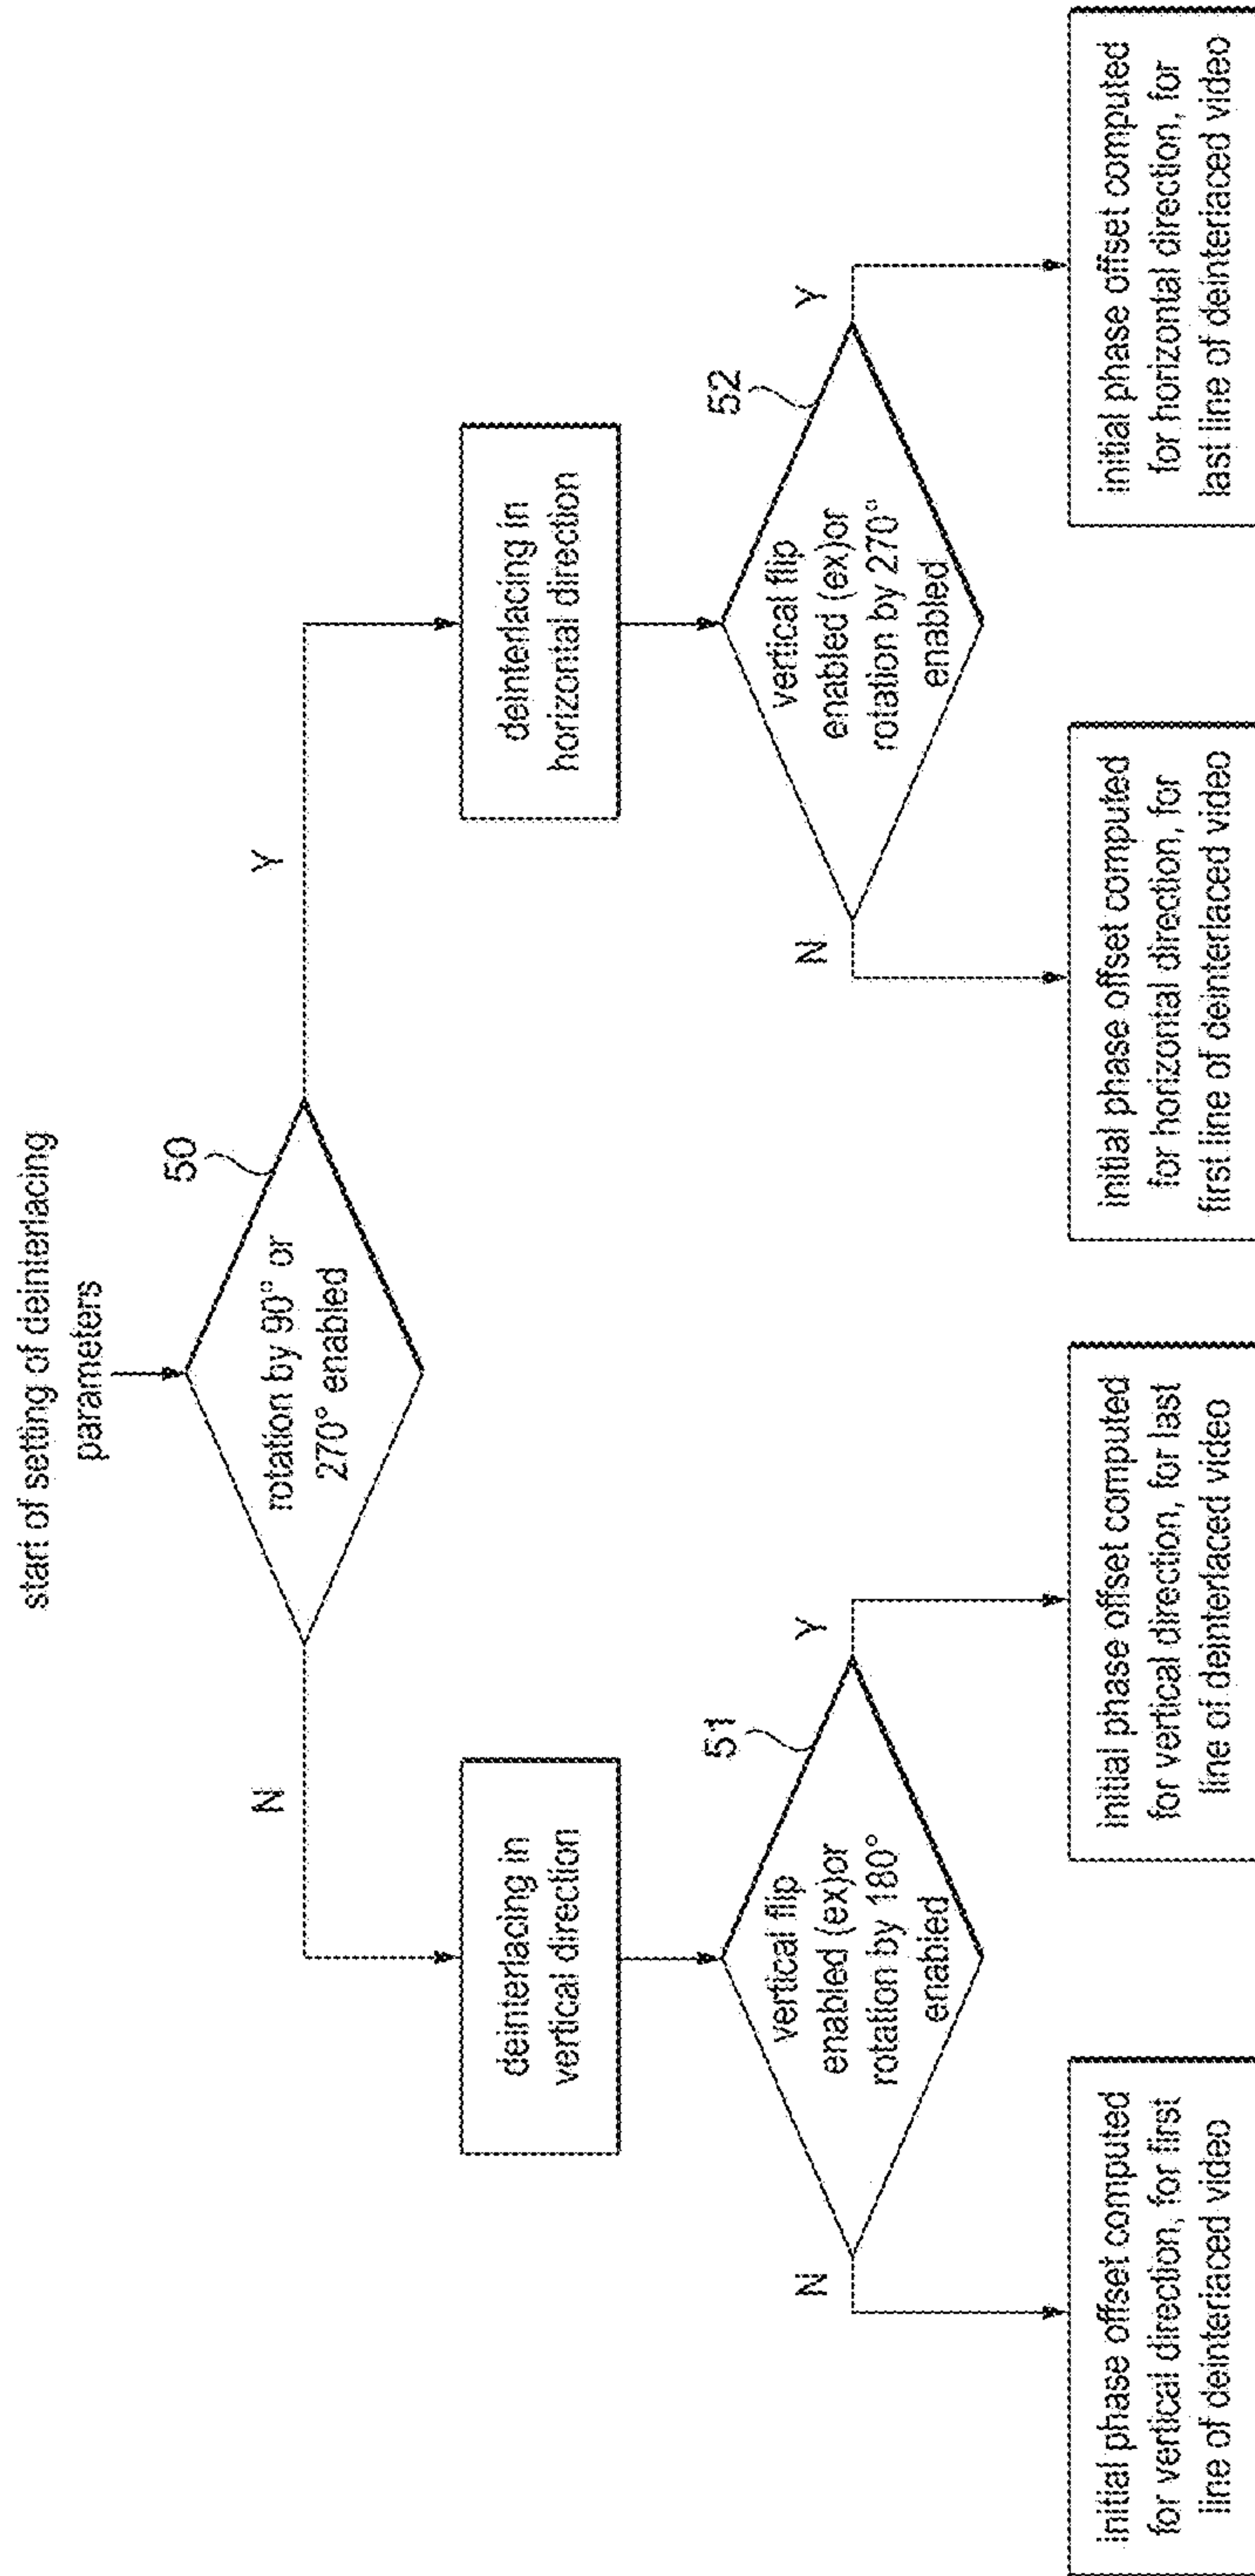 start of setting of deinterlacing
parameters
50
rotation by 90° or
270° enabled
N
Y
deinterlacing in
vertical direction
deinterlacing in
horizontal direction
51
vertical flip
enabled (ex)or
rotation by 180°
enabled
N
Y
52
vertical flip
enabled (ex)or
rotation by 270°
enabled
N
Y
initial phase offset computed
for vertical direction, for first
line of deinterlaced video
initial phase offset computed
for vertical direction, for last
line of deinterlaced video
initial phase offset computed
for horizontal direction, for
first line of deinterlaced video
initial phase offset computed
for horizontal direction, for
last line of deinterlaced video